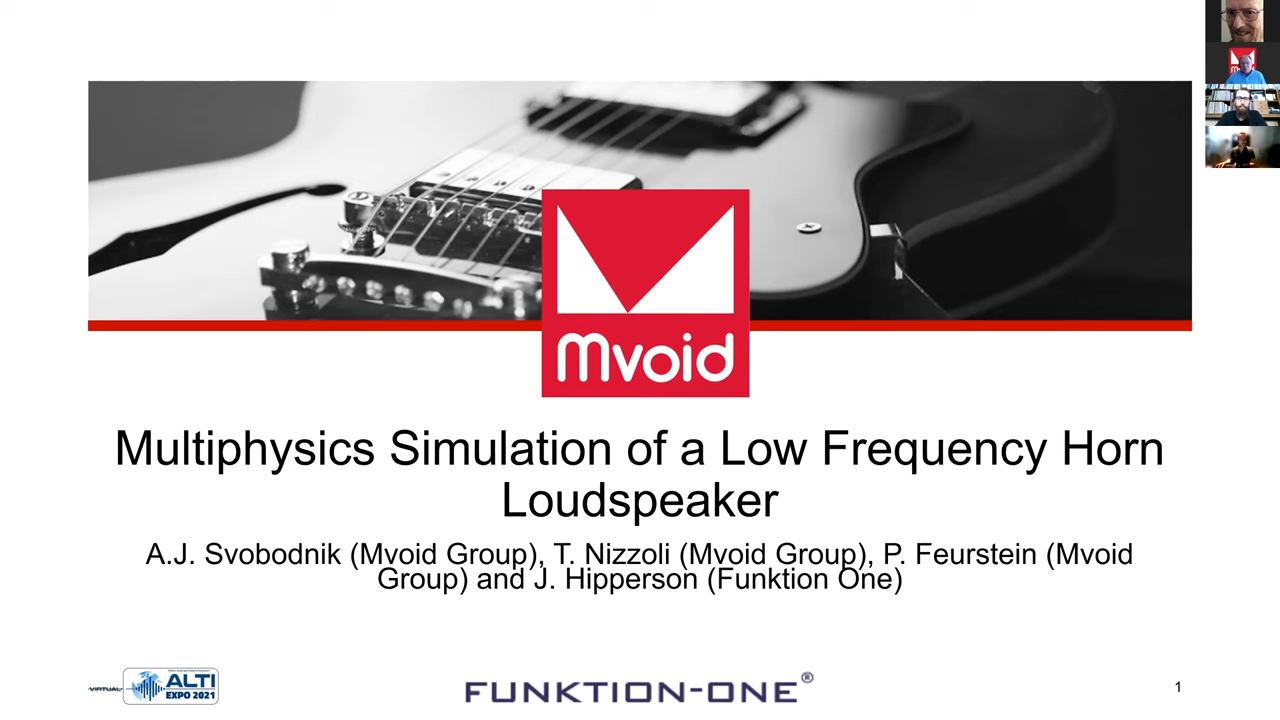 mvoid
Multiphysics Simulation of a Low Frequency Horn
Loudspeaker
A.J. Svobodnik (Mvoid Group), T. Nizzoli (Mvoid Group), P. Feurstein (Mvoid
Group) and J. Hipperson (Funktion One)
VIRTUAL
ALTI
EXPO 2021
FUNKTION-ONE®
1